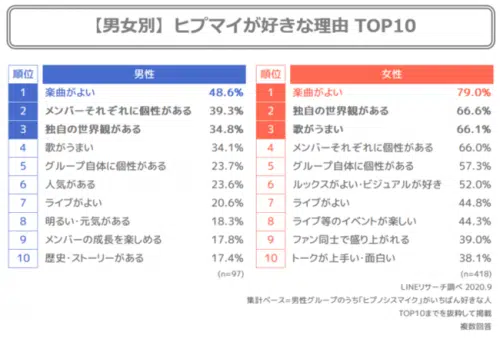 【男女別】ヒプマイが好きな理由 TOP10
順位 男性
1 楽曲がよい 48.6%
2 メンバーそれぞれに個性がある 39.3%
3 独自の世界観がある 34.8%
4 歌がうまい 34.1%
5 グループ自体に個性がある 23.7%
6 人気がある 23.6%
7 ライブがよい 20.6%
8 明るい・元気がある 18.3%
9 メンバーの成長を楽しめる 17.8%
10 歴史・ストーリーがある 17.4%
(n=97)
順位 女性
1 楽曲がよい 79.0%
2 独自の世界観がある 66.6%
3 歌がうまい 66.1%
4 メンバーそれぞれに個性がある 66.0%
5 グループ自体に個性がある 57.3%
6 ルックスがよい・ビジュアルが好き 52.0%
7 ライブがよい 44.8%
8 ライブ等のイベントが楽しい 44.3%
9 ファン同士で盛り上がれる 39.0%
10 トークが上手い・面白い 38.1%
(n=418)
LINEリサーチ調べ 2020.9
集計ベース=男性グループのうち「ヒプノシスマイク」がいちばん好きな人
TOP10までを抜粋して掲載
複数回答